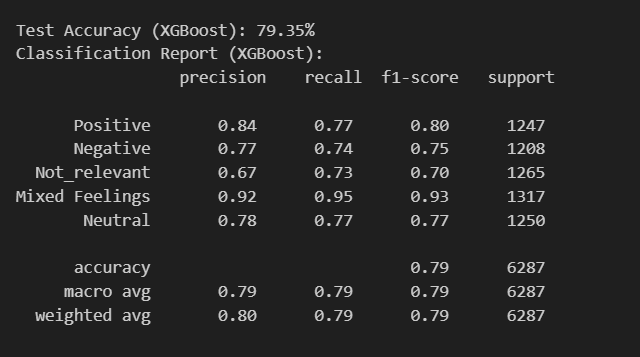 Test Accuracy (XGBoost): 79.35%
Classification Report (XGBoost):
precision recall f1-score support
Positive 0.84 0.77 0.80 1247
Negative 0.77 0.74 0.75 1208
Not_relevant 0.67 0.73 0.70 1265
Mixed Feelings 0.92 0.95 0.93 1317
Neutral 0.78 0.77 0.77 1250
accuracy 0.79 6287
macro avg 0.79 0.79 0.79 6287
weighted avg 0.80 0.79 0.79 6287